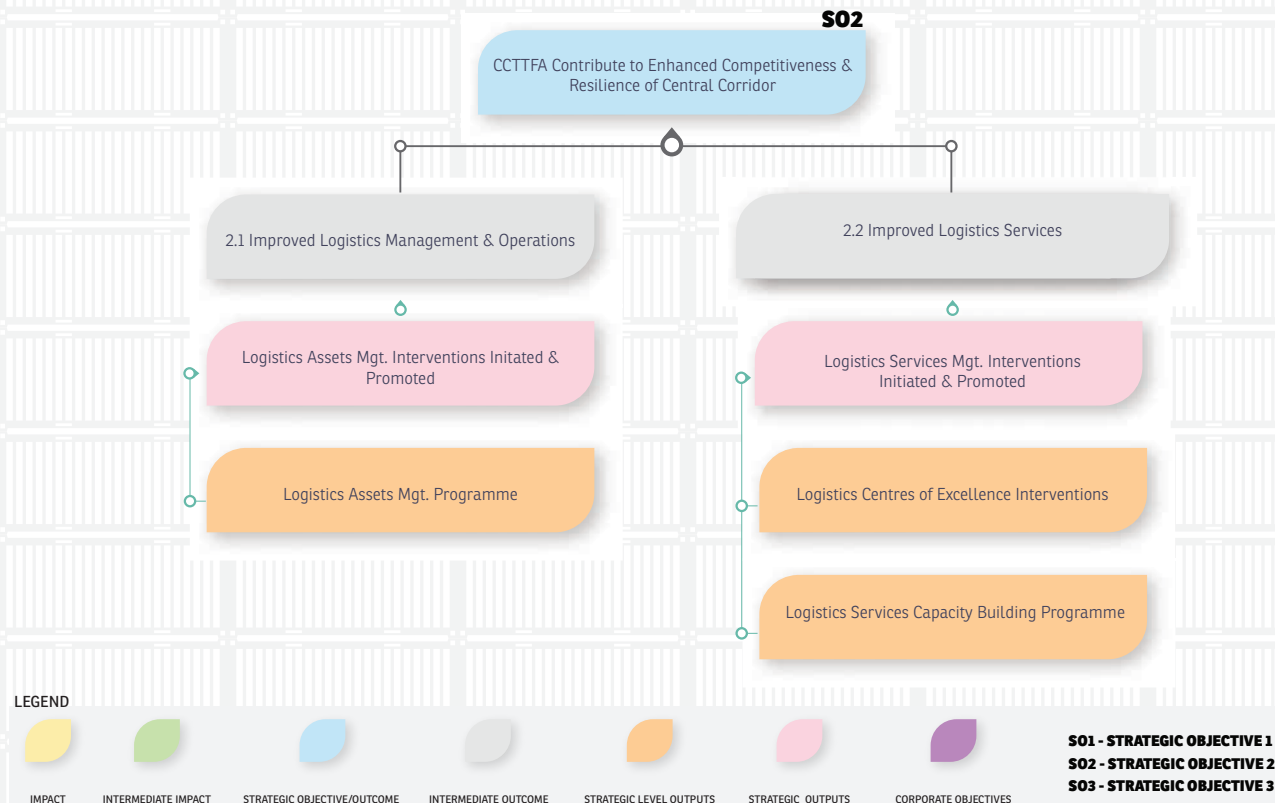 SO2
CCTTFA Contribute to Enhanced Competitiveness &
Resilience of Central Corridor
2.1 Improved Logistics Management & Operations
2.2 Improved Logistics Services
Logistics Assets Mgt. Interventions Initated &
Promoted
Logistics Services Mgt. Interventions
Initiated & Promoted
Logistics Assets Mgt. Programme
Logistics Centres of Excellence Interventions
Logistics Services Capacity Building Programme
LEGEND
IMPACT
INTERMEDIATE IMPACT
STRATEGIC OBJECTIVE/OUTCOME
INTERMEDIATE OUTCOME
STRATEGIC LEVEL OUTPUTS
STRATEGIC OUTPUTS
CORPORATE OBJECTIVES
SO1 - STRATEGIC OBJECTIVE 1
SO2 - STRATEGIC OBJECTIVE 2
SO3 - STRATEGIC OBJECTIVE 3